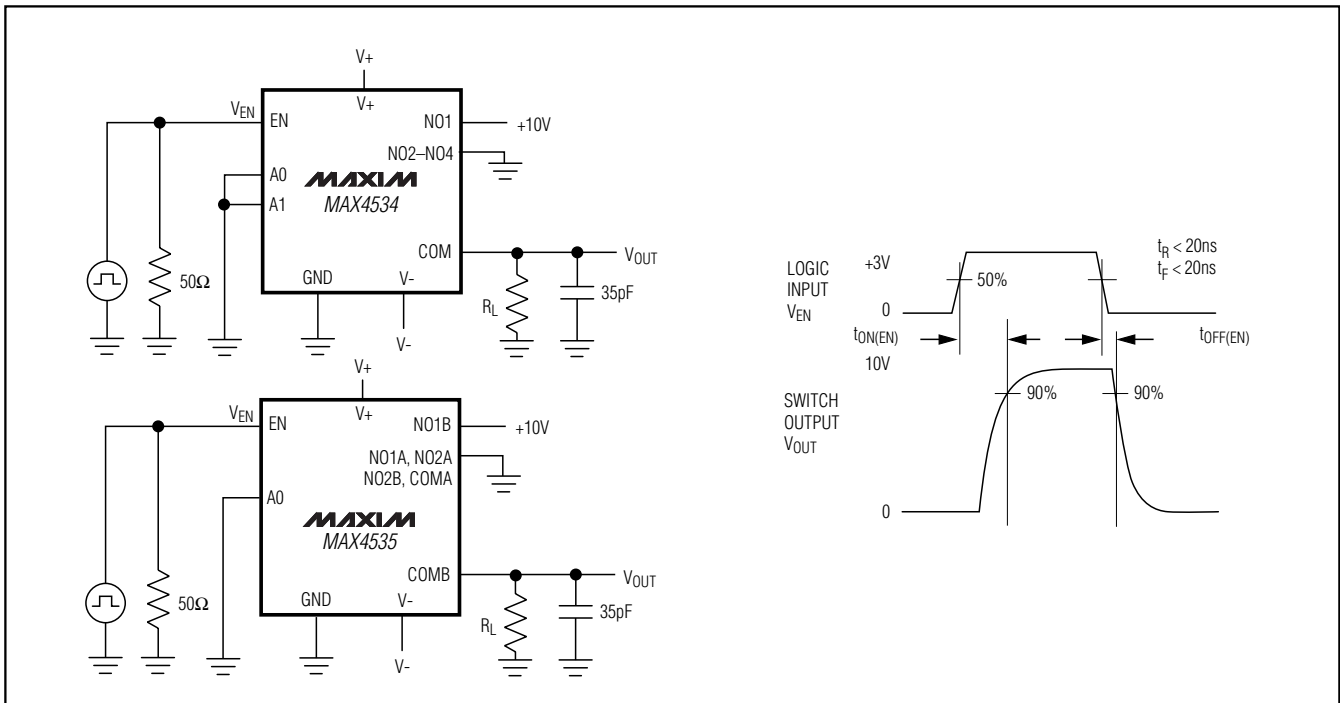 V+
V+
VEN
EN
NO1
+10V
NO2–NO4
A0
MAXIM
A1
MAX4534
COM
VOUT
50Ω
GND
V-
RL
35pF
V-
V+
V+
VEN
EN
NO1B
+10V
NO1A, NO2A
NO2B, COMA
A0
MAXIM
MAX4535
COMB
VOUT
50Ω
GND
V-
RL
35pF
V-
LOGIC
INPUT
VEN
+3V
0
50%
tR < 20ns
tF < 20ns
tON(EN)
tOFF(EN)
10V
SWITCH
OUTPUT
VOUT
90%
90%
0